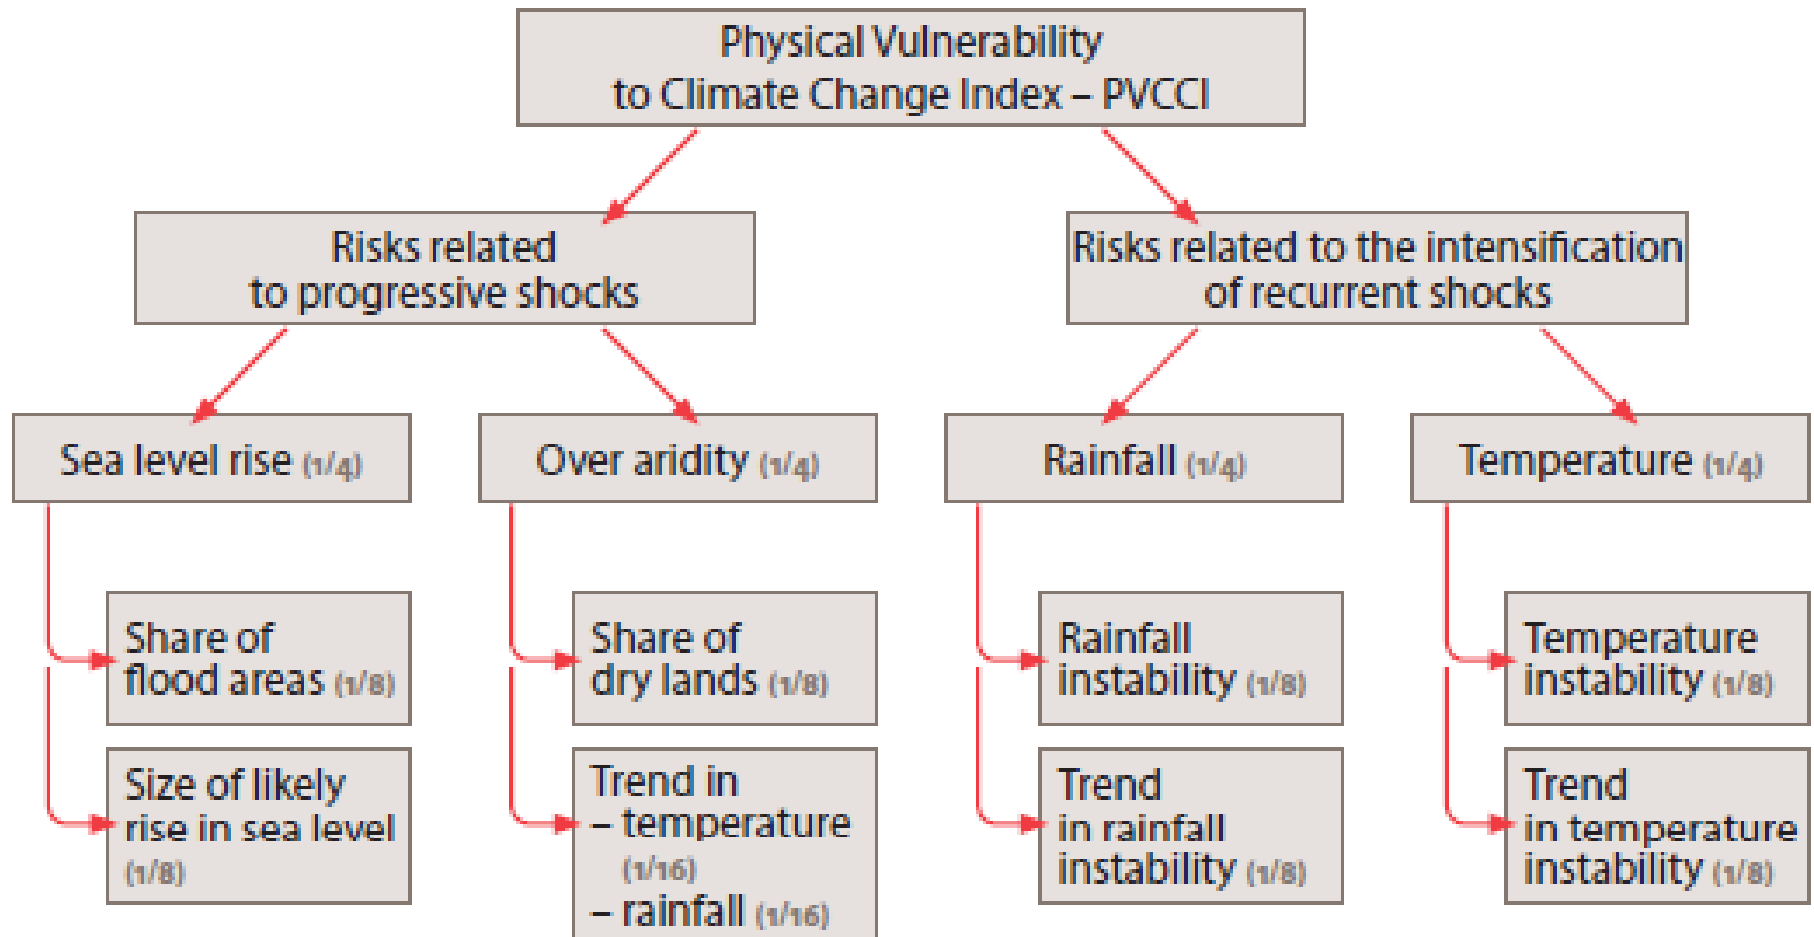 Physical Vulnerability
to Climate Change Index – PVCCI
Risks related
to progressive shocks
Risks related to the intensification
of recurrent shocks
Sea level rise (1/4)
Over aridity (1/4)
Rainfall (1/4)
Temperature (1/4)
Share of
flood areas (1/8)
Share of
dry lands (1/8)
Rainfall
instability (1/8)
Temperature
instability (1/8)
Size of likely
rise in sea level
(1/8)
Trend in
– temperature
(1/16)
– rainfall (1/16)
Trend
in rainfall
instability (1/8)
Trend
in temperature
instability (1/8)